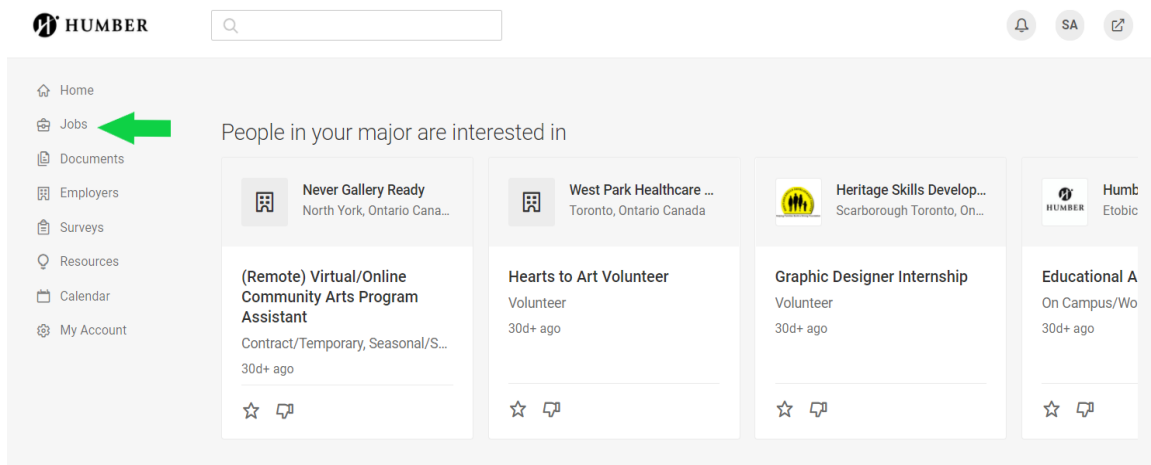 HUMBER
SA
Home
Jobs
Documents
Employers
Surveys
Resources
Calendar
My Account
People in your major are interested in
Never Gallery Ready
North York, Ontario Cana...
(Remote) Virtual/Online
Community Arts Program
Assistant
Contract/Temporary, Seasonal/S...
30d+ ago
West Park Healthcare ...
Toronto, Ontario Canada
Hearts to Art Volunteer
Volunteer
30d+ ago
Heritage Skills Develop...
Scarborough Toronto, On...
Graphic Designer Internship
Volunteer
30d+ ago
HUMBER
Humb
Etobic
Educational A
On Campus/Wo
30d+ ago